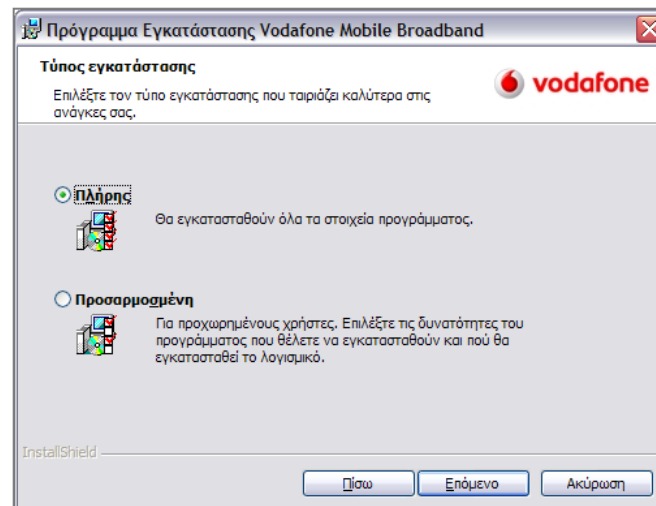 Πρόγραμμα Εγκατάστασης Vodafone Mobile Broadband
Τύπος εγκατάστασης
Επιλέξτε τον τύπο εγκατάστασης που ταιριάζει καλύτερα στις
ανάγκες σας.
vodafone
Πλήρης
Θα εγκατασταθούν όλα τα στοιχεία προγράμματος.
Προσαρμοσμένη
Για προχωρημένους χρήστες. Επιλέξτε τις δυνατότητες του
προγράμματος που θέλετε να εγκατασταθούν και πού θα
εγκατασταθεί το λογισμικό.
InstallShield
Πίσω
Επόμενο
Ακύρωση